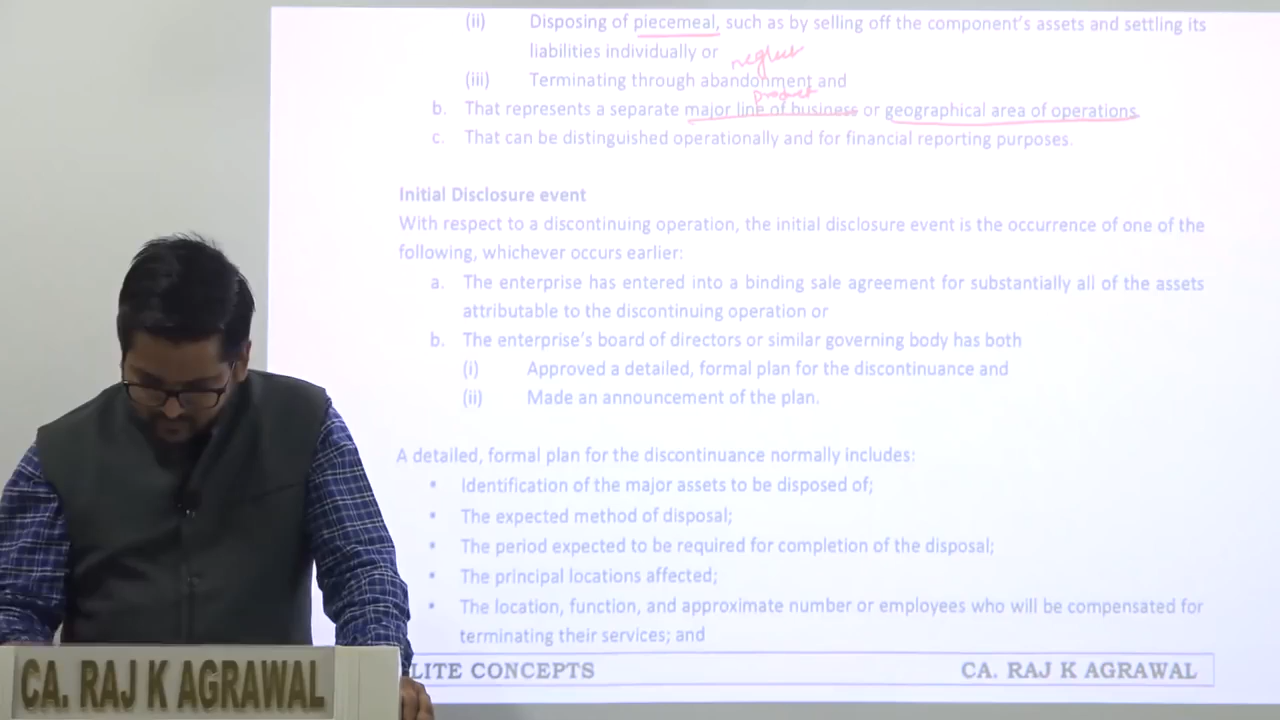 (ii) Disposing of piecemeal, such as by selling off the component's assets and settling its
liabilities individually or
neglect
(iii) Terminating through abandonment and
product
b. That represents a separate major line of business or geographical area of operations.
c. That can be distinguished operationally and for financial reporting purposes.
Initial Disclosure event
With respect to a discontinuing operation, the initial disclosure event is the occurrence of one of the
following, whichever occurs earlier:
a. The enterprise has entered into a binding sale agreement for substantially all of the assets
attributable to the discontinuing operation or
b. The enterprise's board of directors or similar governing body has both
(i) Approved a detailed, formal plan for the discontinuance and
(ii) Made an announcement of the plan.
A detailed, formal plan for the discontinuance normally includes:
• Identification of the major assets to be disposed of;
• The expected method of disposal;
• The period expected to be required for completion of the disposal;
• The principal locations affected;
• The location, function, and approximate number or employees who will be compensated for
terminating their services; and
LITE CONCEPTS CA. RAJ K AGRAWAL
CA. RAJ K AGRAWAL